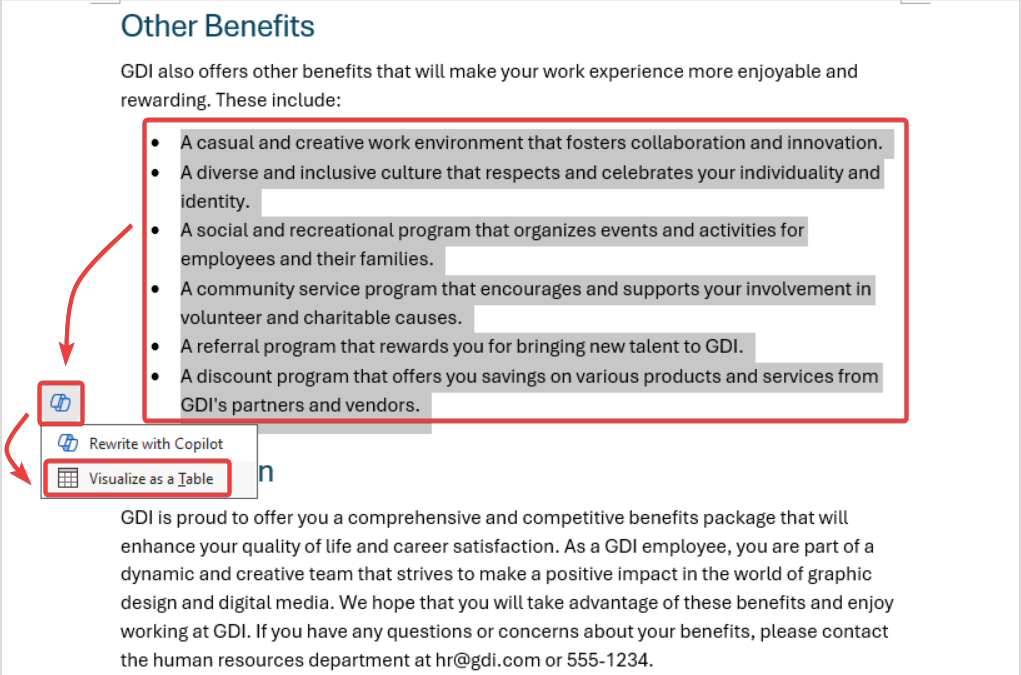 Other Benefits
GDI also offers other benefits that will make your work experience more enjoyable and
rewarding. These include:
• A casual and creative work environment that fosters collaboration and innovation.
• A diverse and inclusive culture that respects and celebrates your individuality and
identity.
• A social and recreational program that organizes events and activities for
employees and their families.
• A community service program that encourages and supports your involvement in
volunteer and charitable causes.
• A referral program that rewards you for bringing new talent to GDI.
• A discount program that offers you savings on various products and services from
GDI's partners and vendors.
Rewrite with Copilot
Visualize as a Table
n
GDI is proud to offer you a comprehensive and competitive benefits package that will
enhance your quality of life and career satisfaction. As a GDI employee, you are part of a
dynamic and creative team that strives to make a positive impact in the world of graphic
design and digital media. We hope that you will take advantage of these benefits and enjoy
working at GDI. If you have any questions or concerns about your benefits, please contact
the human resources department at hr@gdi.com or 555-1234.